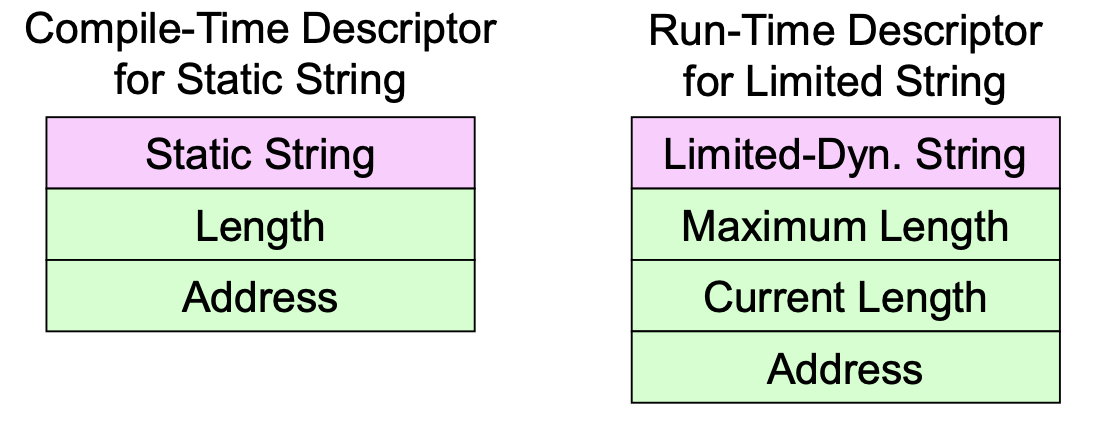 Compile-Time Descriptor
for Static String
Static String
Length
Address
Run-Time Descriptor
for Limited String
Limited-Dyn. String
Maximum Length
Current Length
Address